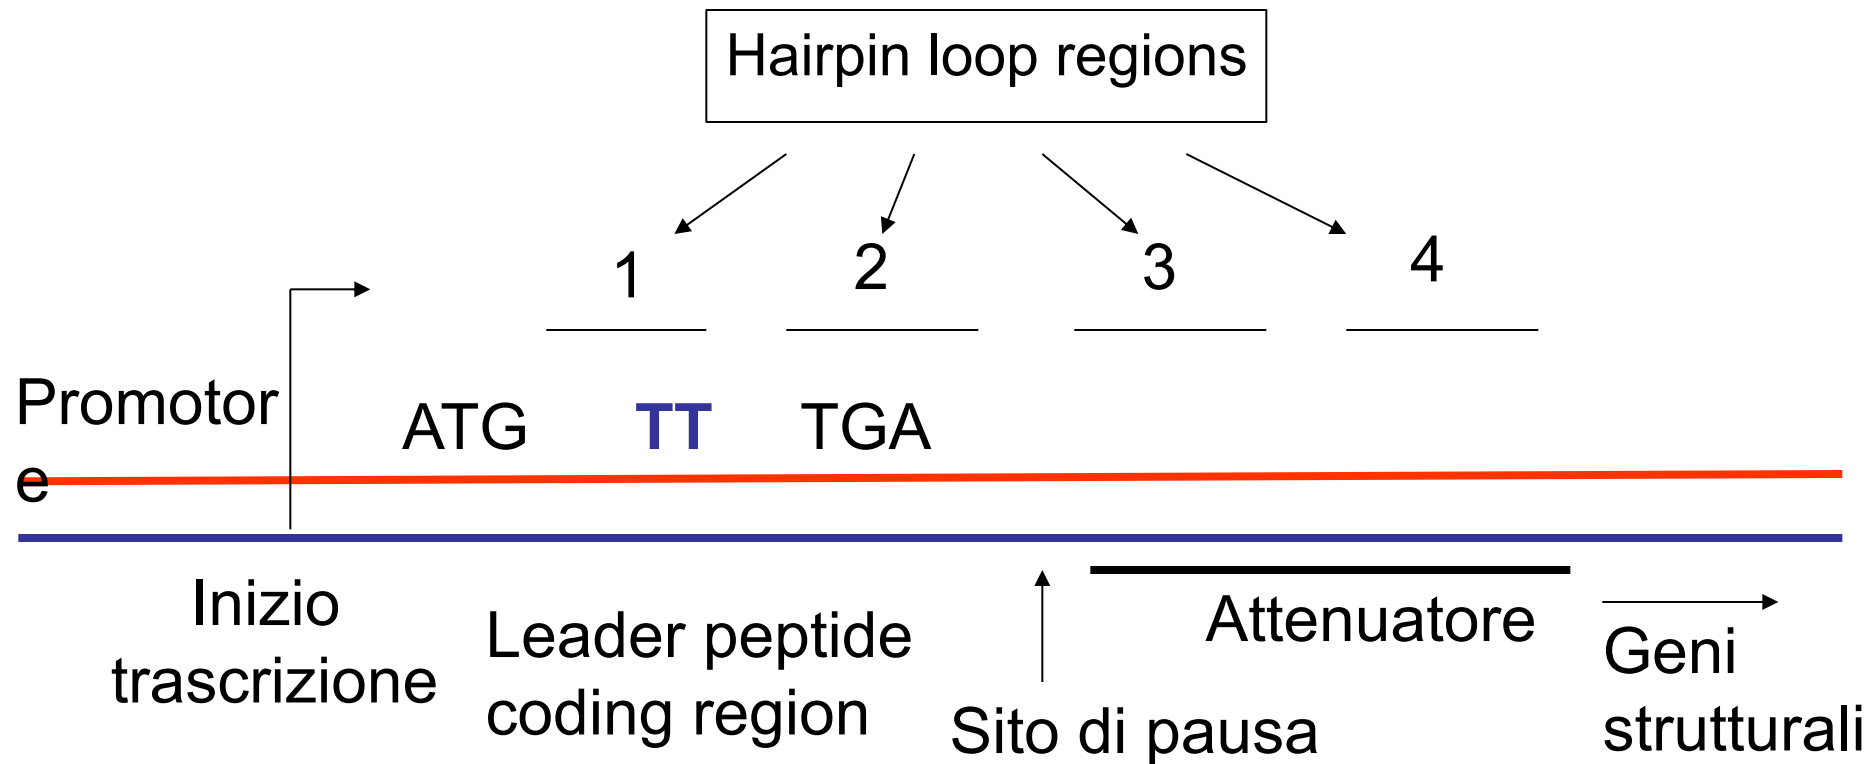 Hairpin loop regions
1 2 3 4
Promotor
e
ATG TT TGA
Inizio
trascrizione
Leader peptide
coding region
Sito di pausa
Attenuatore
Geni
strutturali